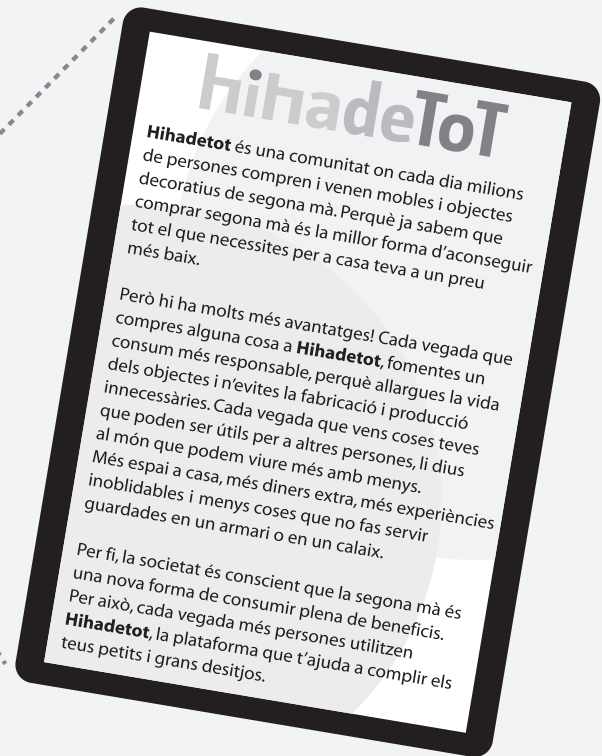 hihadeToT
Hihadetot és una comunitat on cada dia milions
de persones compren i venen mobles i objectes
decoratius de segona mà. Perquè ja sabem que
comprar segona mà és la millor forma d'aconseguir
tot el que necessites per a casa teva a un preu
més baix.
Però hi ha molts més avantatges! Cada vegada que
compres alguna cosa a Hihadetot, fomentes un
consum més responsable, perquè allargues la vida
dels objectes i n'evites la fabricació i producció
innecessàries. Cada vegada que vens coses teves
que poden ser útils per a altres persones, li dius
al món que podem viure més amb menys.
Més espai a casa, més diners extra, més experiències
inoblidables i menys coses que no fas servir
guardades en un armari o en un calaix.
Per fi, la societat és conscient que la segona mà és
una nova forma de consumir plena de beneficis.
Per això, cada vegada més persones utilitzen
Hihadetot, la plataforma que t'ajuda a complir els
teus petits i grans desitjos.